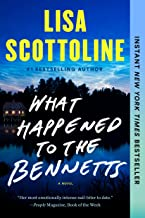 LISA
SCOTTOLINE
#1 BESTSELLING AUTHOR
WHAT
HAPPENED
TO THE
BENNETTS
A NOVEL
"Her most emotionally intense nail-biter to date."
—People Magazine, Book of the Week
INSTANT NEW YORK TIMES BESTSELLER